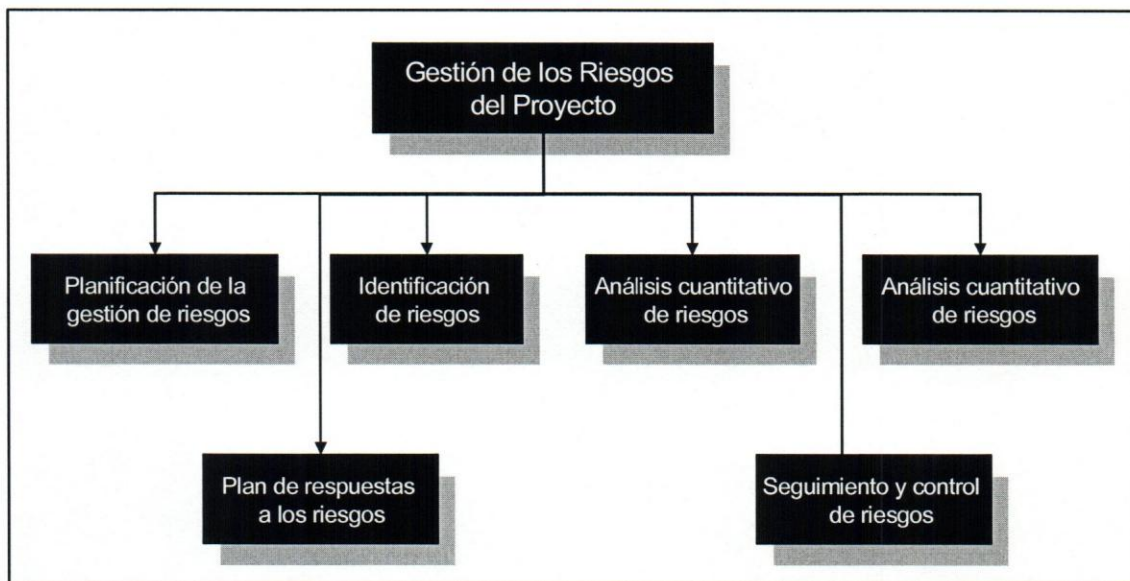 Gestión de los Riesgos
del Proyecto
Planificación de la
gestión de riesgos
Identificación
de riesgos
Análisis cuantitativo
de riesgos
Análisis cuantitativo
de riesgos
Plan de respuestas
a los riesgos
Seguimiento y control
de riesgos